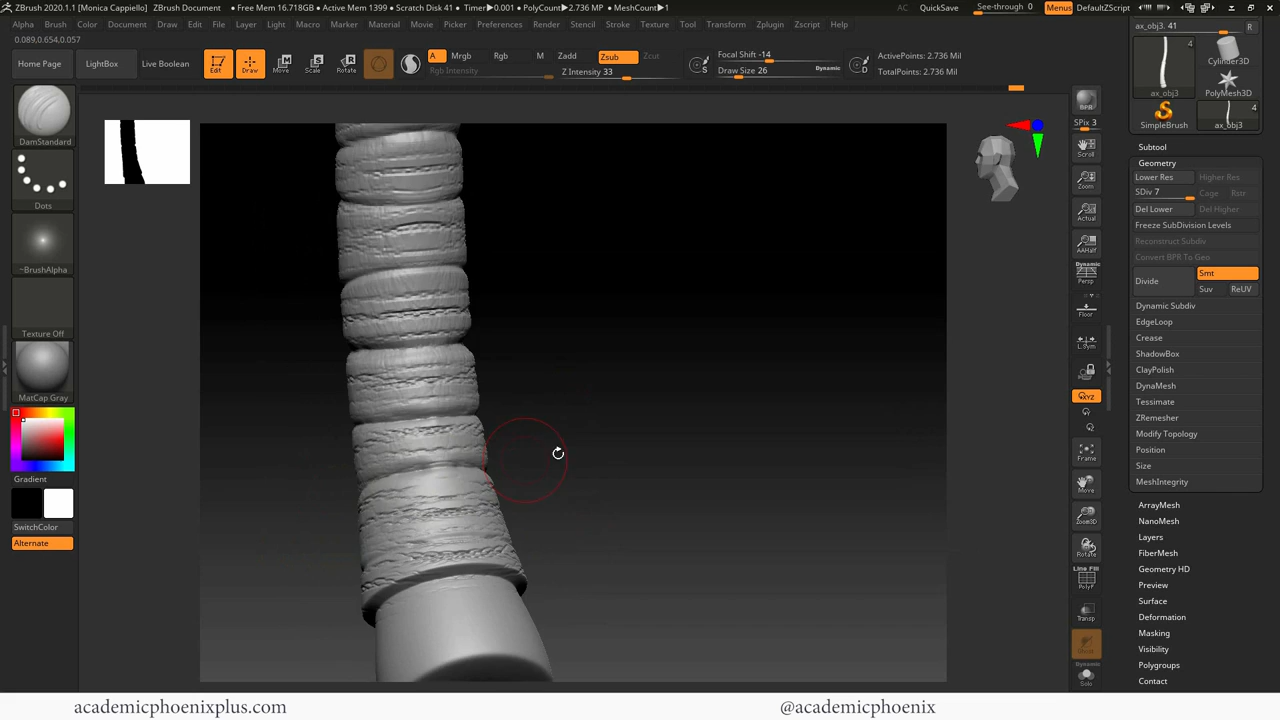 ZBrush 2020.1.1 [Monica Cappiello] ZBrush Document • Free Mem 16.718GB • Active Mem 1399 • Scratch Disk 41 • Timer▶0.001 • PolyCount▶2.736 MP • MeshCount▶1 AC QuickSave See-through 0 Menus DefaultZScript
Alpha Brush Color Document Draw Edit File Layer Light Macro Marker Material Movie Picker Preferences Render Stencil Stroke Texture Tool Transform Zplugin Zscript Help
0.089,0.654,0.057
Home Page LightBox Live Boolean Edit Draw Move Scale Rotate A Mrgb Rgb M Zadd Zsub Zcut
Rgb Intensity Z Intensity 33
S Focal Shift -14
Draw Size 26 Dynamic
D ActivePoints: 2.736 Mil
TotalPoints: 2.736 Mil
DamStandard
Dots
~BrushAlpha
Texture Off
MatCap Gray
Gradient
SwitchColor
Alternate
BPR
SPix 3
Scroll
Zoom
Actual
AAHalf
Dynamic
Persp
Floor
L.Sym
XYZ
Frame
Move
Zoom3D
Rotate
Line Fill
PolyF
Transp
Dynamic
Solo
ax_obj3. 41 R
4
ax_obj3
Cylinder3D
PolyMesh3D
SimpleBrush
4
ax_obj3
Subtool
Geometry
Lower Res Higher Res
SDiv 7 Cage Rstr
Del Lower Del Higher
Freeze SubDivision Levels
Reconstruct Subdiv
Convert BPR To Geo
Divide Smt
Suv ReUV
Dynamic Subdiv
EdgeLoop
Crease
ShadowBox
ClayPolish
DynaMesh
Tessimate
ZRemesher
Modify Topology
Position
Size
MeshIntegrity
ArrayMesh
NanoMesh
Layers
FiberMesh
Geometry HD
Preview
Surface
Deformation
Masking
Visibility
Polygroups
Contact
academicphoenixplus.com @academicphoenix